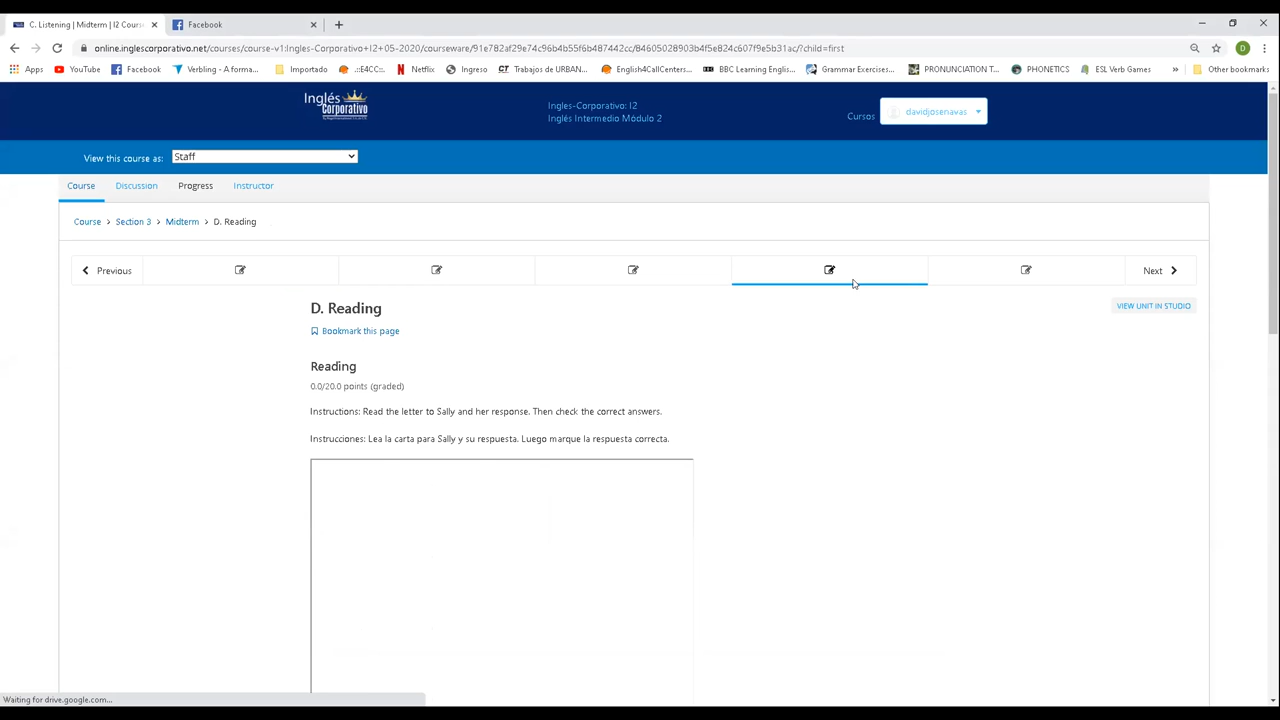 C. Listening | Midterm | I2 Cours
Facebook
online.inglescorporativo.net/courses/course-v1:Ingles-Corporativo+I2+05-2020/courseware/91e782af29e74c96b4b55f6b487442cc/84605028903b4f5e824c607f9e5b31ac/?child=first
D
Apps
YouTube
Facebook
Verbling - A forma...
Importado
.::E4CC::.
Netflix
Ingreso
Trabajos de URBAN...
English4CallCenters...
BBC Learning Englis...
Grammar Exercises...
PRONUNCIATION T...
PHONETICS
ESL Verb Games
Other bookmarks
Inglés
Corporativo
Ingles-Corporativo: I2
Inglés Intermedio Módulo 2
Cursos
davidjosenavas
View this course as:
Staff
Course
Discussion
Progress
Instructor
Course > Section 3 > Midterm > D. Reading
Previous
Next
D. Reading
VIEW UNIT IN STUDIO
Bookmark this page
Reading
0.0/20.0 points (graded)
Instructions: Read the letter to Sally and her response. Then check the correct answers.
Instrucciones: Lea la carta para Sally y su respuesta. Luego marque la respuesta correcta.
Waiting for drive.google.com...